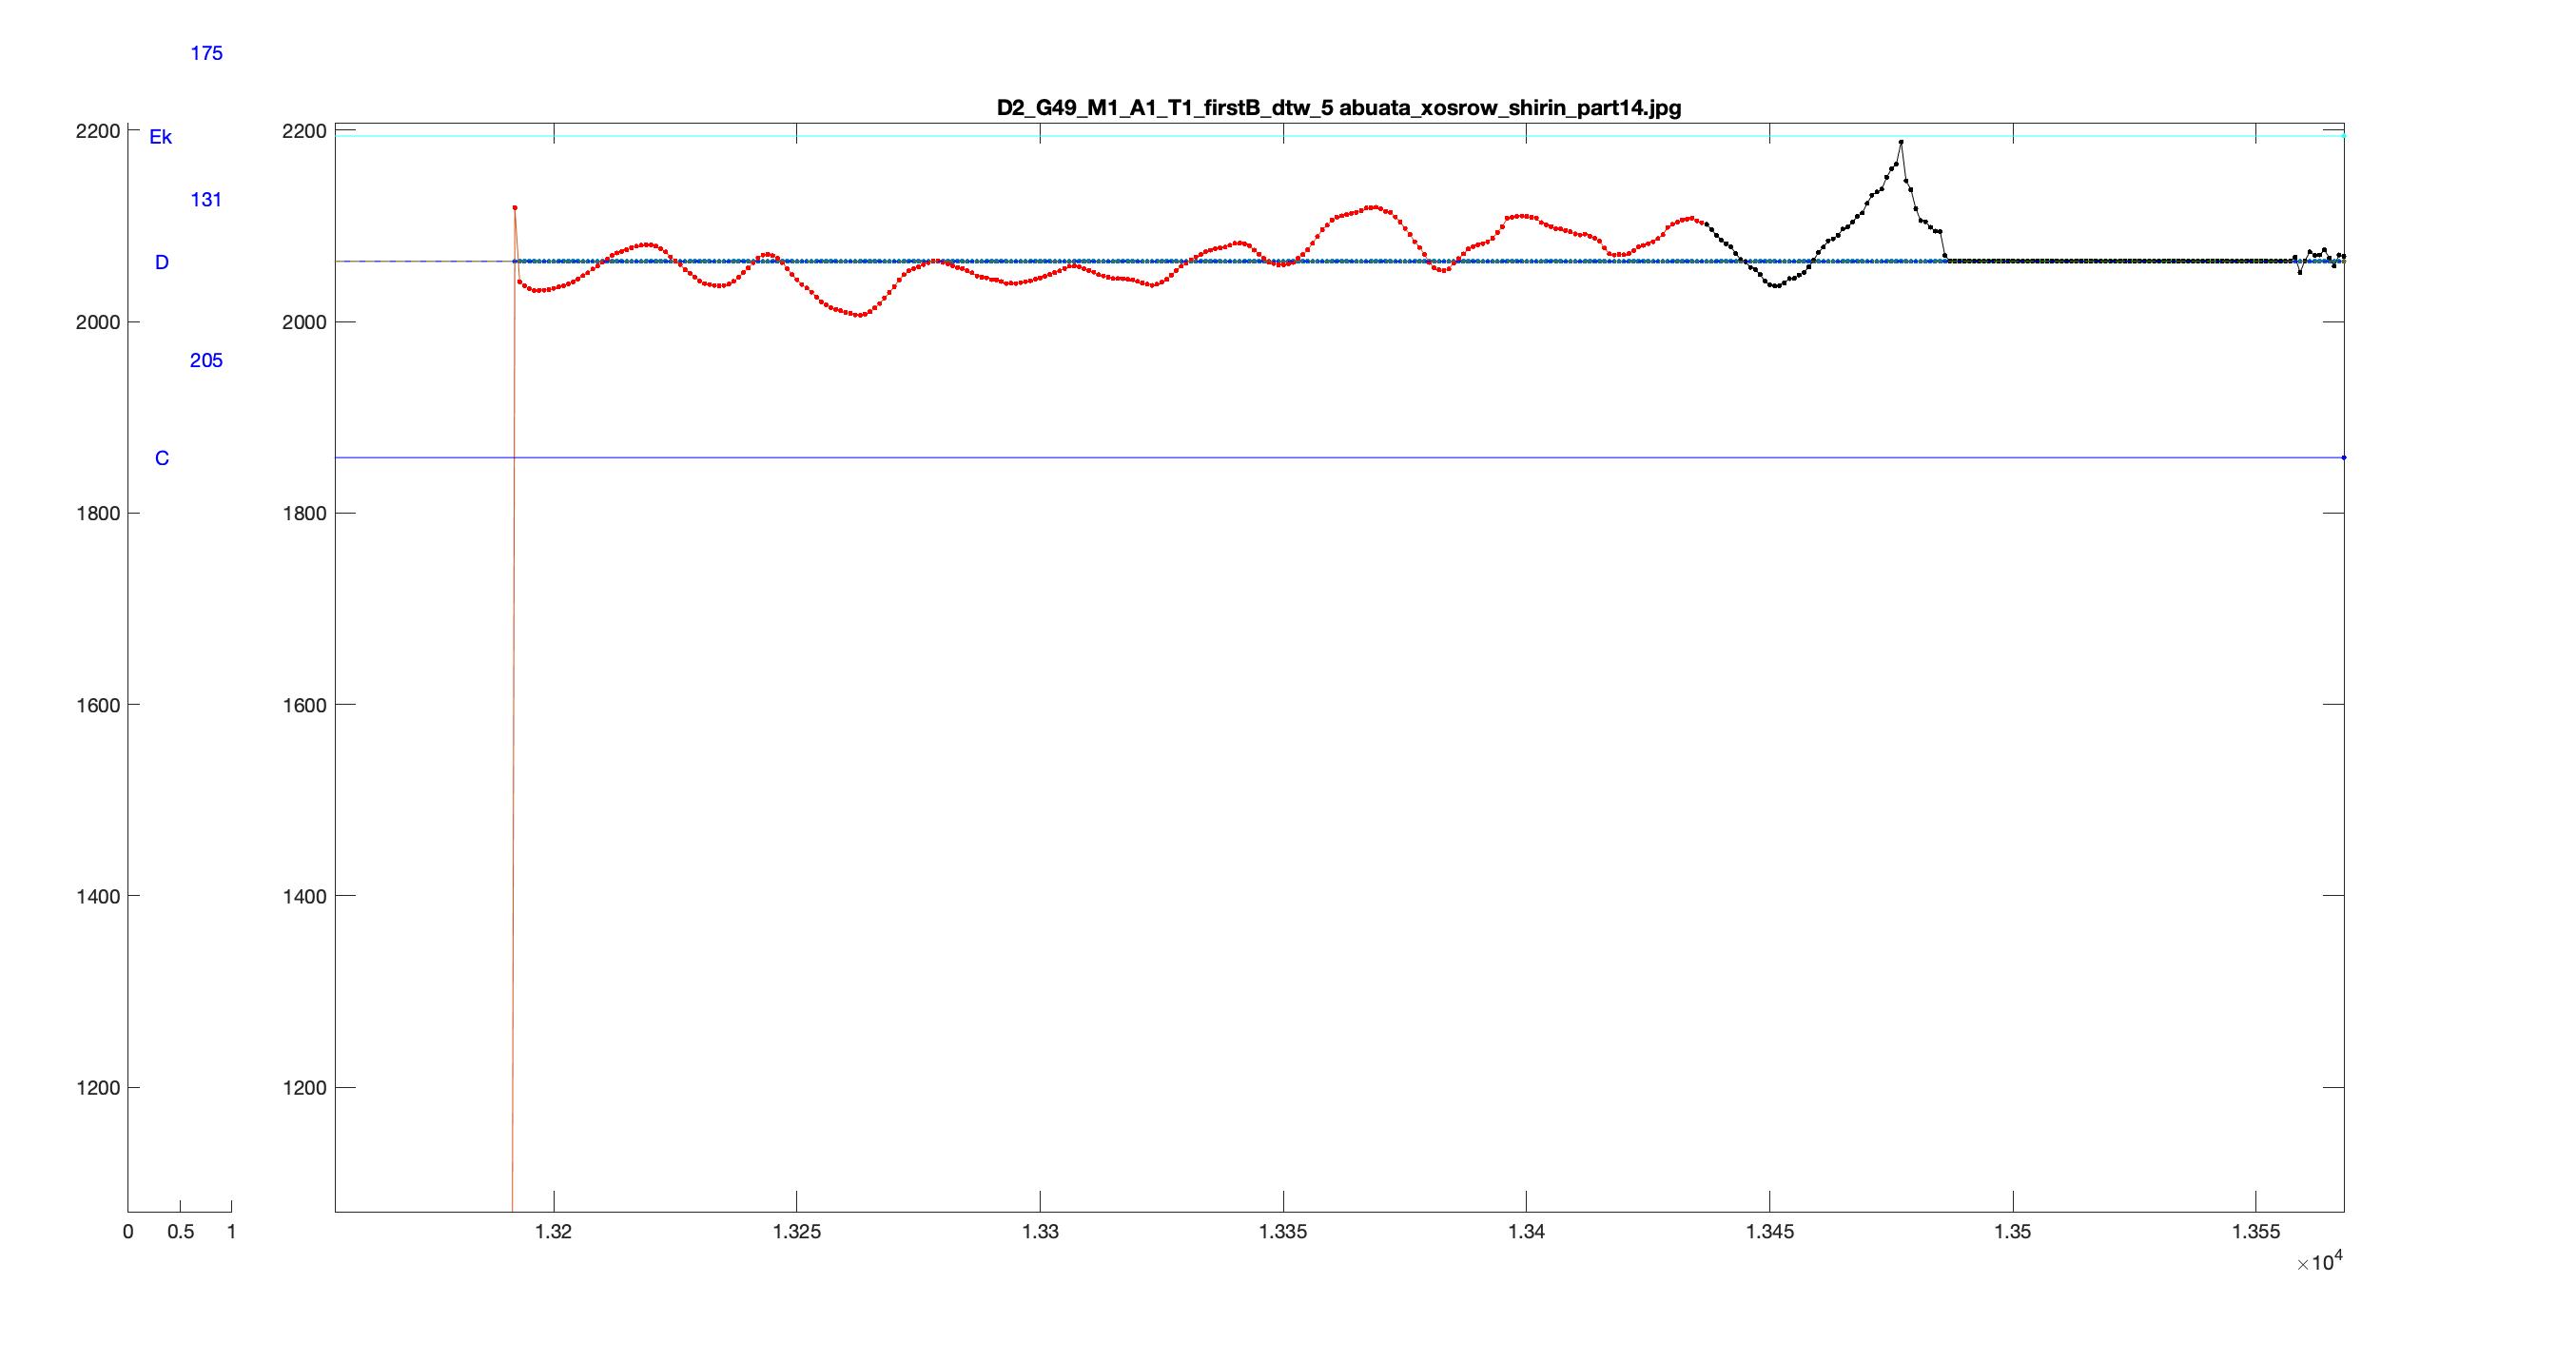 175
D2_G49_M1_A1_T1_firstB_dtw_5 abuata_xosrow_shirin_part14.jpg
2200 Ek 2200
131
D
2000 2000
205
C
1800 1800
1600 1600
1400 1400
1200 1200
0 0.5 1 1.32 1.325 1.33 1.335 1.34 1.345 1.35 1.355
×10^4